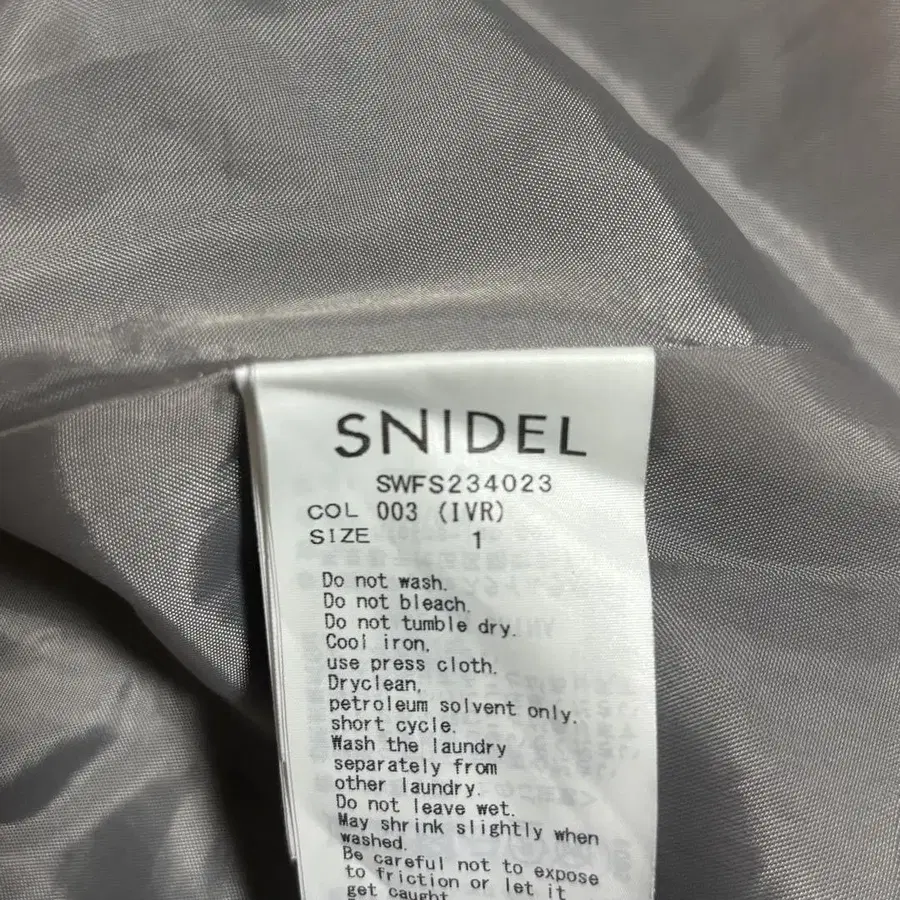 SNIDEL
SWFS234023
COL 003 (IVR)
SIZE 1
Do not wash.
Do not bleach.
Do not tumble dry.
Cool iron,
use press cloth.
Dryclean,
petroleum solvent only.
short cycle.
Wash the laundry
separately from
other laundry.
Do not leave wet.
May shrink slightly when
washed.
Be careful not to expose
to friction or let it
get caught